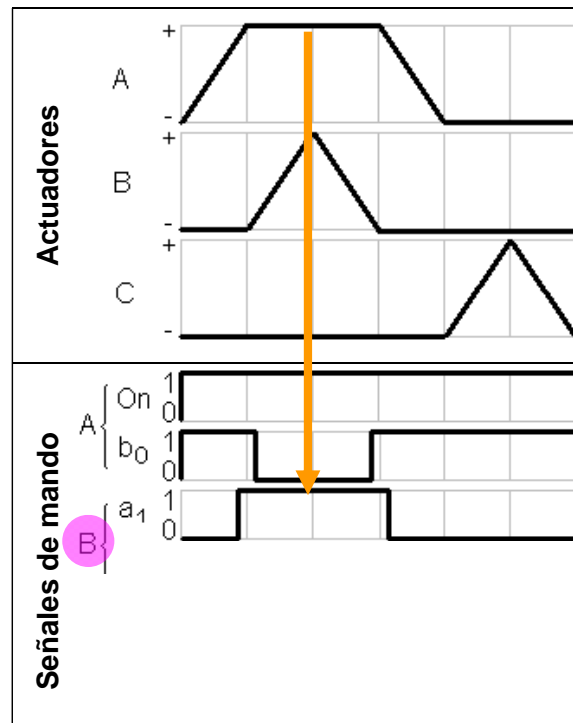 Actuadores
+
A
-
+
B
-
+
C
-
Señales de mando
A
On
1
0
b0
1
0
B
a1
1
0